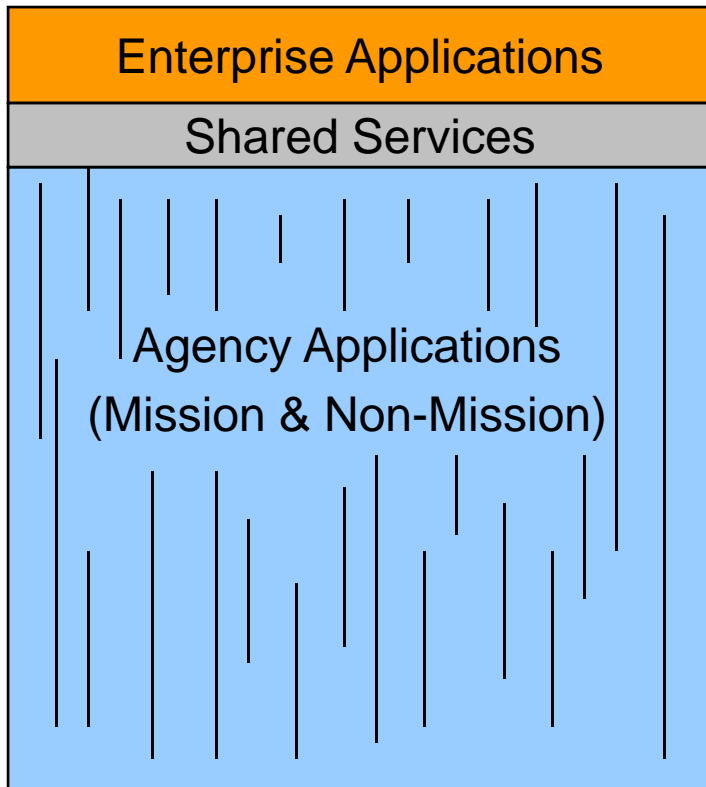 Enterprise Applications
Shared Services
Agency Applications
(Mission & Non-Mission)